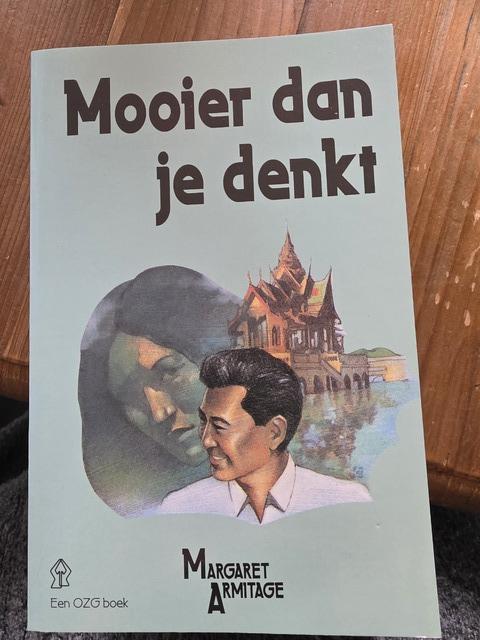 Mooier dan
je denkt
MARGARET
ARMITAGE
Een OZG boek